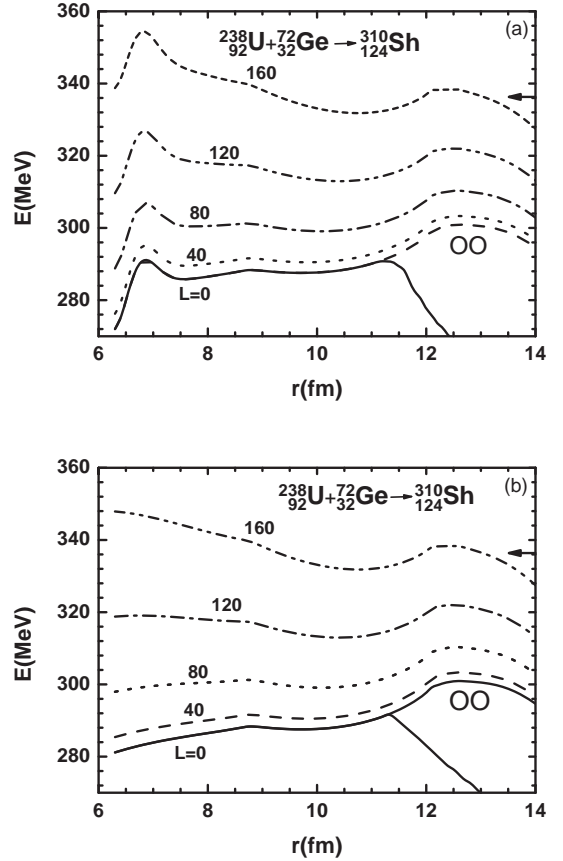 (a)
²³⁸₉₂U+⁷²₃₂Ge→³¹⁰₁₂₄Sh
360
340
320
300
280
E(MeV)
160
120
80
40
L=0
OO
6 8 10 12 14
r(fm)
(b)
²³⁸₉₂U+⁷²₃₂Ge→³¹⁰₁₂₄Sh
360
340
320
300
280
E(MeV)
160
120
80
40
L=0
OO
6 8 10 12 14
r(fm)